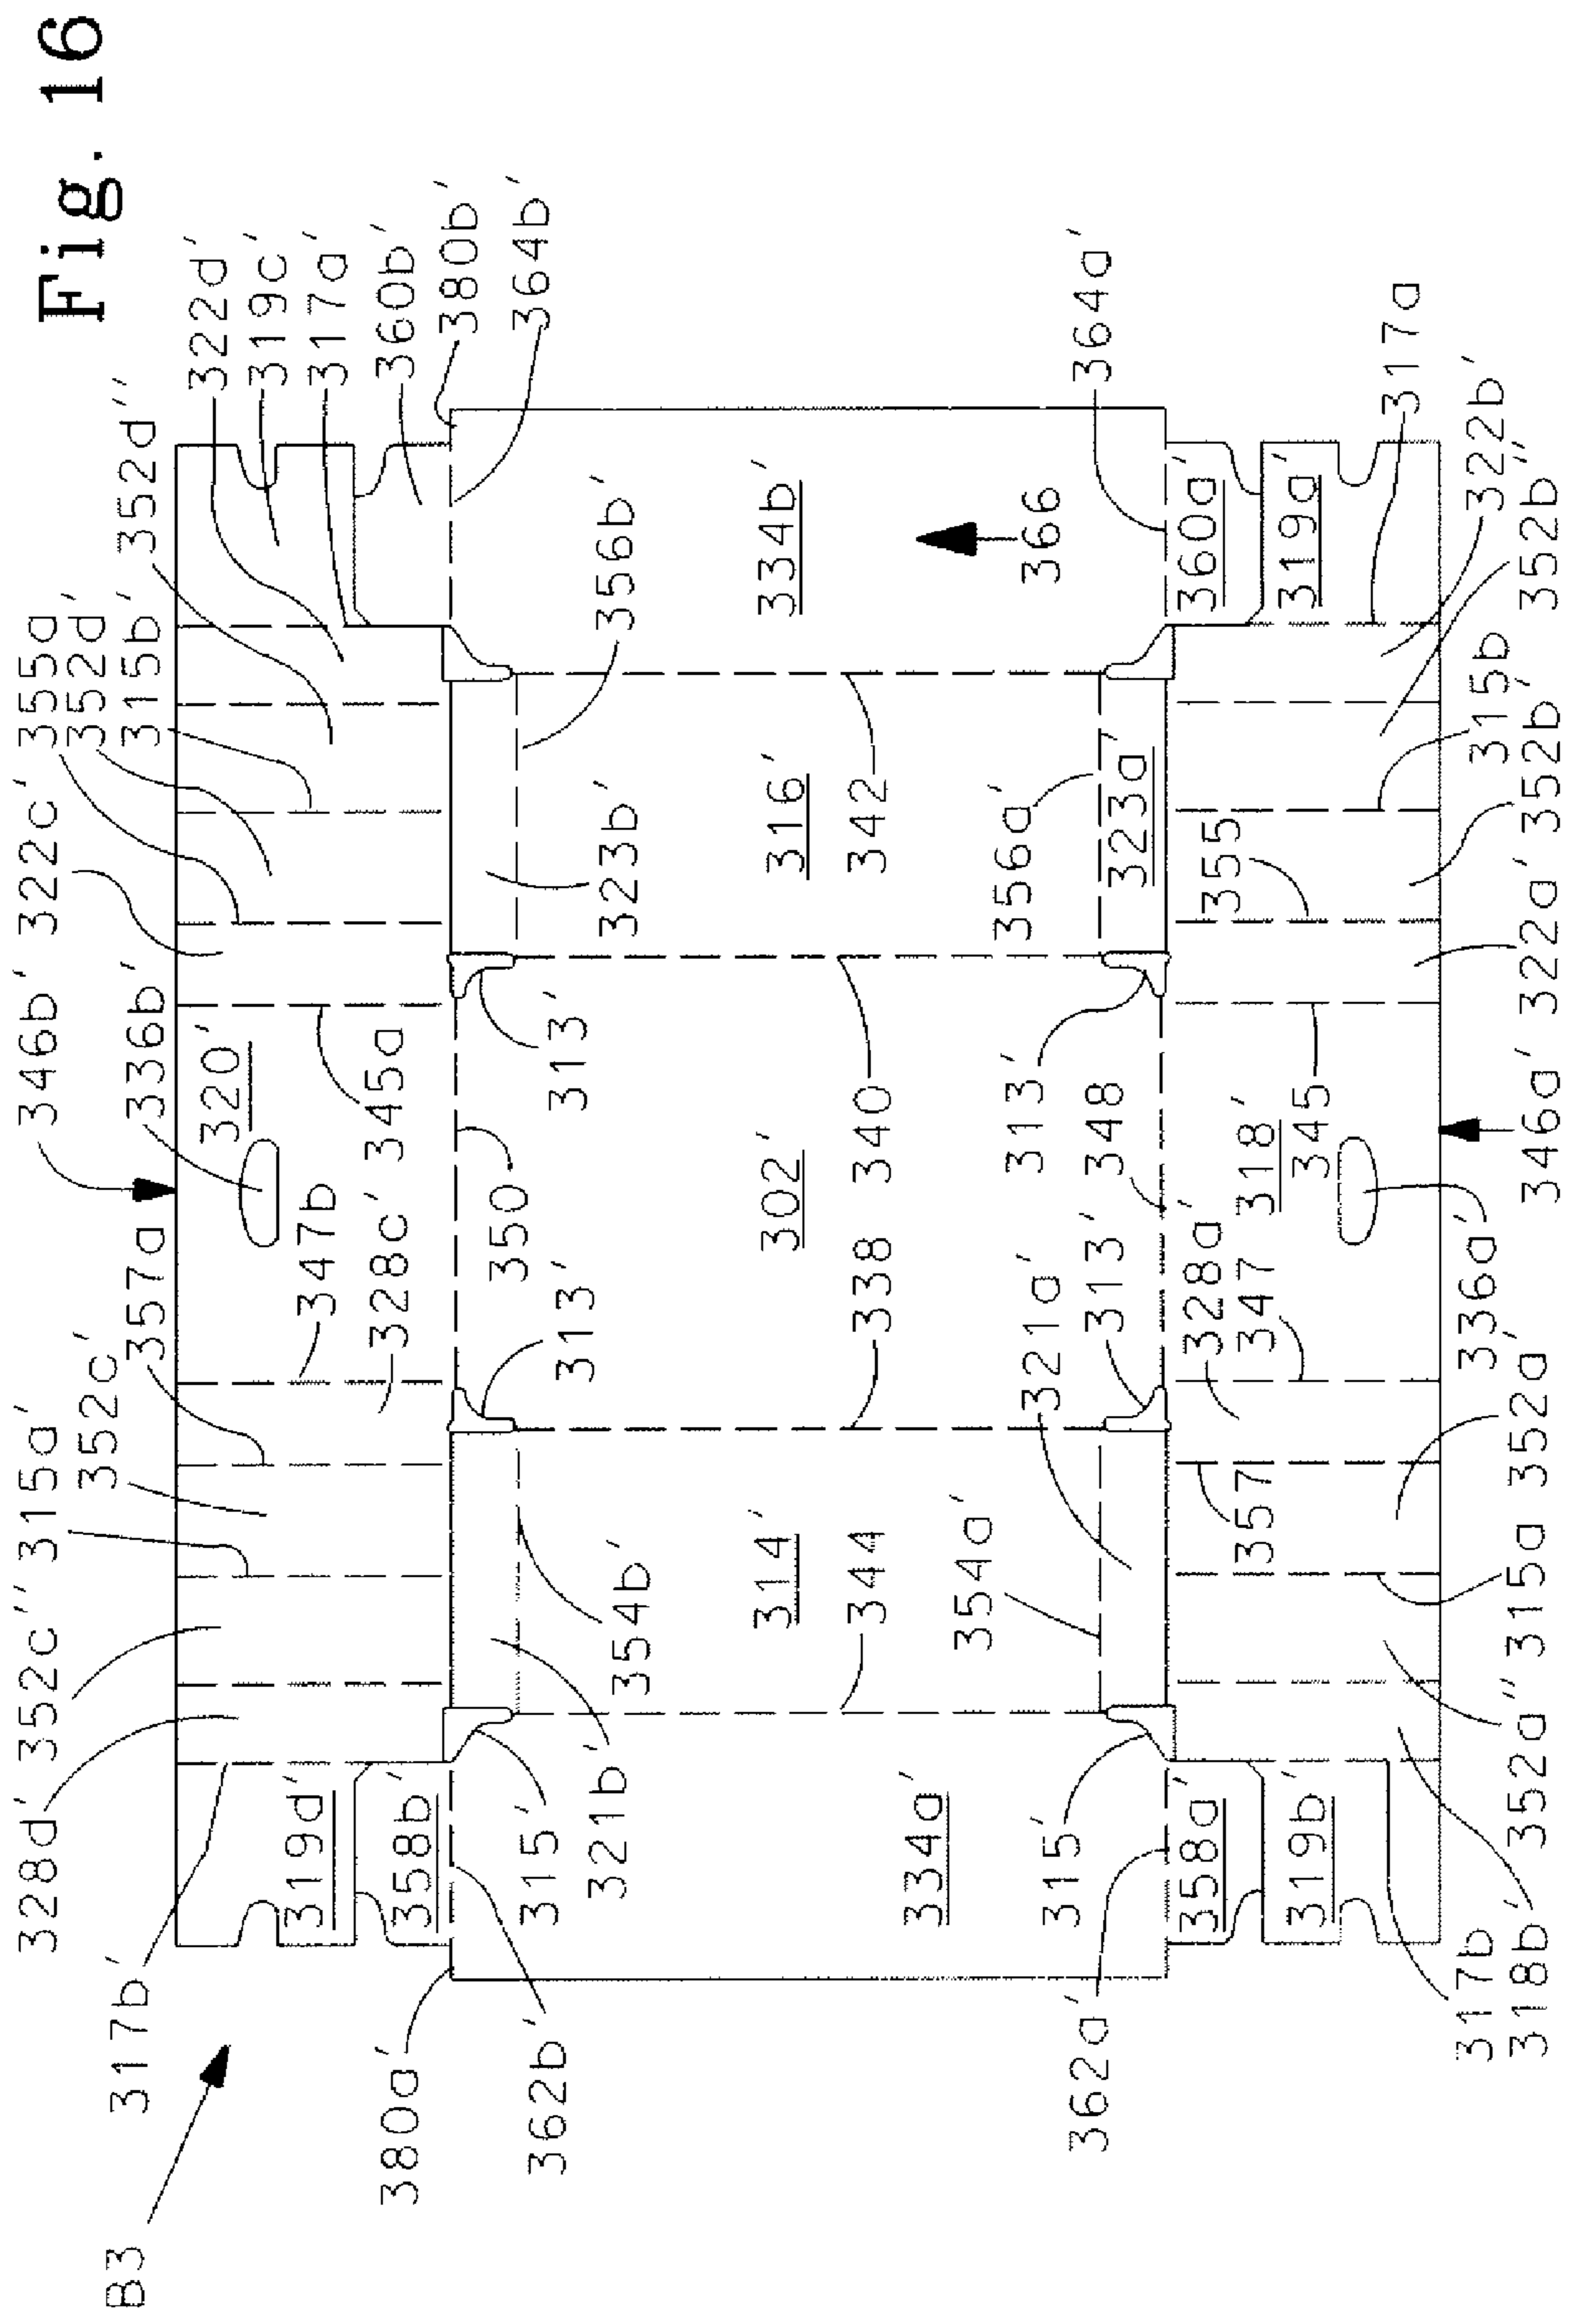 Fig. 16
B3
346b'
322c'
355a
352d'
315b'
352d''
322d'
319c'
317a'
360b'
380b'
364b'
336b'
320'
345a
357a
347b
328c'
352c'
315a'
352c''
328d'
317b'
319d'
358b'
380a'
362b'
315'
321b'
354b'
313'
350
313'
323b'
356b'
334a'
314'
344
302'
338
340
316'
342
334b'
366
364a'
356a'
323a'
360a'
319a'
317a
313'
348
313'
321a'
354a'
315'
362a'
358a'
319b'
357
328a'
347
318'
345
355
315b
322b'
352b''
352b'
322a'
346a'
336a'
352a'
315a
352a''
317b
318b'